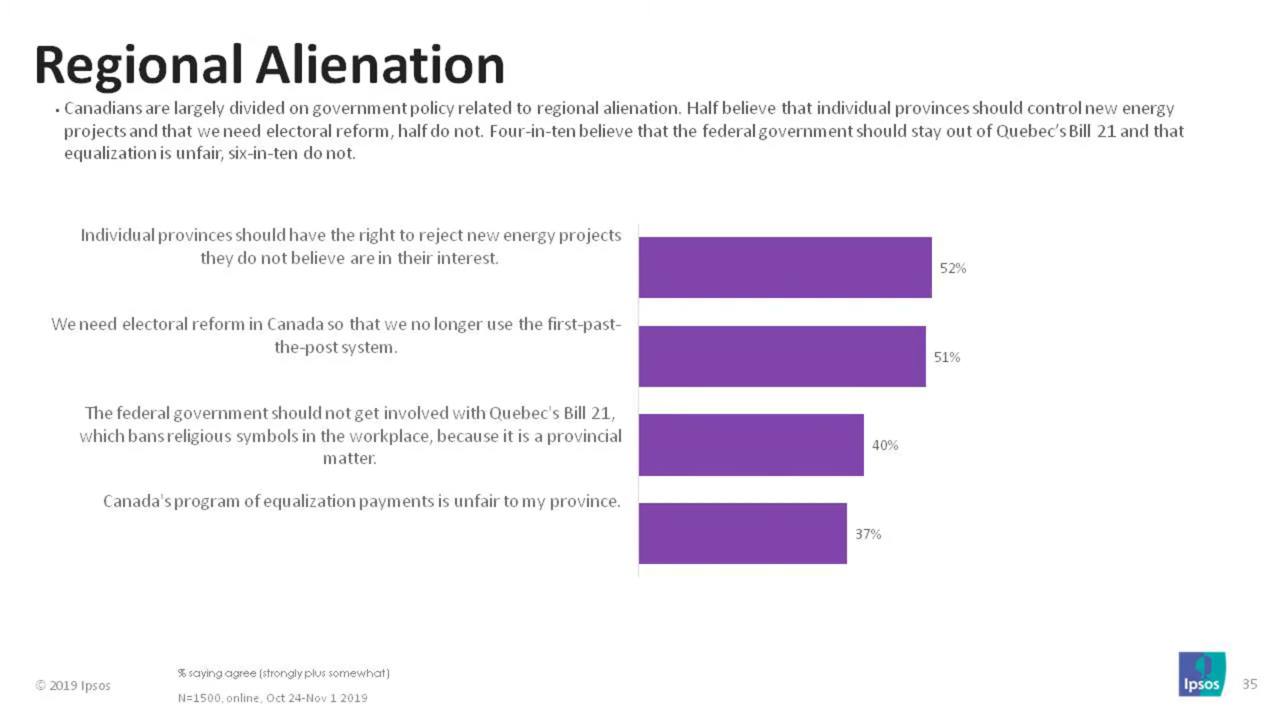 Regional Alienation
• Canadians are largely divided on government policy related to regional alienation. Half believe that individual provinces should control new energy
projects and that we need electoral reform, half do not. Four-in-ten believe that the federal government should stay out of Quebec's Bill 21 and that
equalization is unfair, six-in-ten do not.
Individual provinces should have the right to reject new energy projects
they do not believe are in their interest.
52%
We need electoral reform in Canada so that we no longer use the first-past-
the-post system.
51%
The federal government should not get involved with Quebec's Bill 21,
which bans religious symbols in the workplace, because it is a provincial
matter.
40%
Canada's program of equalization payments is unfair to my province.
37%
% saying agree (strongly plus somewhat)
© 2019 Ipsos
N=1500, online, Oct 24-Nov 1 2019
Ipsos
35